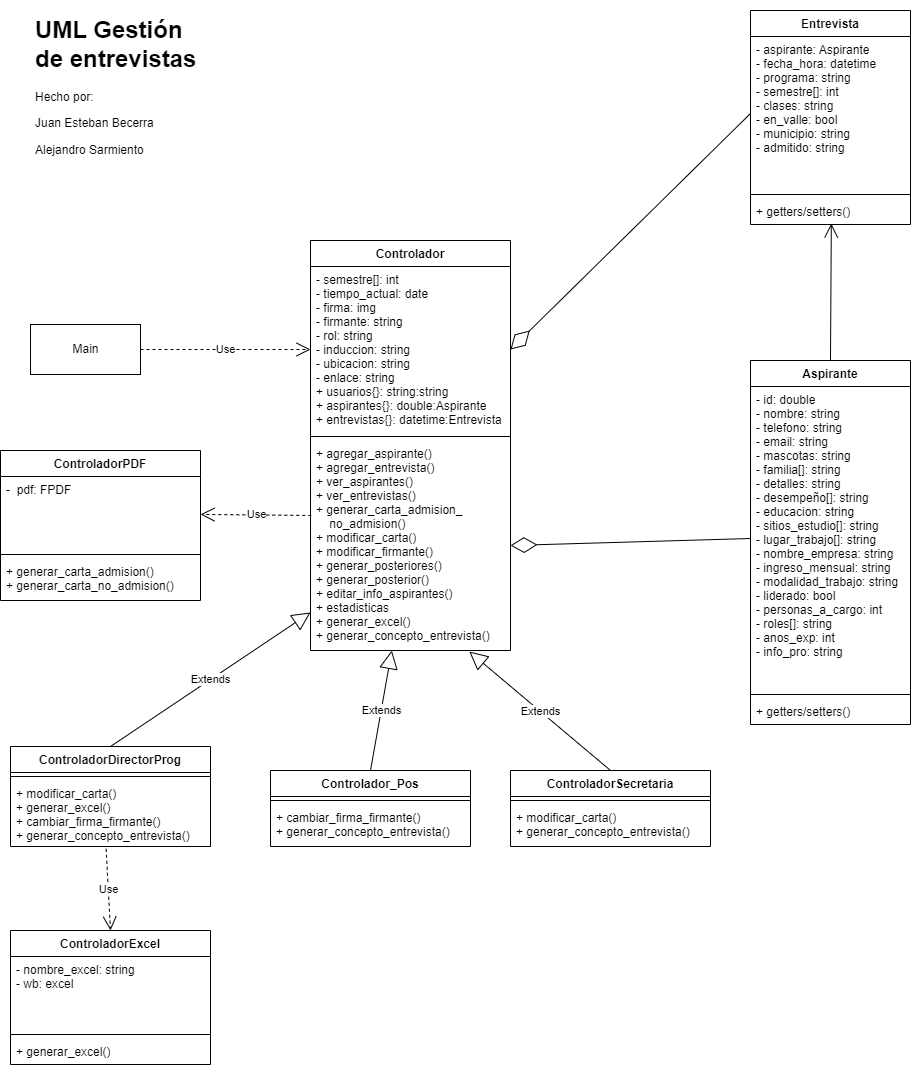 UML Gestión
de entrevistas
Hecho por:
Juan Esteban Becerra
Alejandro Sarmiento
Entrevista
- aspirante: Aspirante
- fecha_hora: datetime
- programa: string
- semestre[]: int
- clases: string
- en_valle: bool
- municipio: string
- admitido: string
+ getters/setters()
Controlador
- semestre[]: int
- tiempo_actual: date
- firma: img
- firmante: string
- rol: string
- induccion: string
- ubicacion: string
- enlace: string
+ usuarios{}: string:string
+ aspirantes{}: double:Aspirante
+ entrevistas{}: datetime:Entrevista
+ agregar_aspirante()
+ agregar_entrevista()
+ ver_aspirantes()
+ ver_entrevistas()
+ generar_carta_admision_
no_admision()
+ modificar_carta()
+ modificar_firmante()
+ generar_posteriores()
+ generar_posterior()
+ editar_info_aspirantes()
+ estadisticas
+ generar_excel()
+ generar_concepto_entrevista()
Main
Use
ControladorPDF
- pdf: FPDF
+ generar_carta_admision()
+ generar_carta_no_admision()
Use
Aspirante
- id: double
- nombre: string
- telefono: string
- email: string
- mascotas: string
- familia[]: string
- detalles: string
- desempeño[]: string
- educacion: string
- sitios_estudio[]: string
- lugar_trabajo[]: string
- nombre_empresa: string
- ingreso_mensual: string
- modalidad_trabajo: string
- liderado: bool
- personas_a_cargo: int
- roles[]: string
- anos_exp: int
- info_pro: string
+ getters/setters()
Extends
Extends
Extends
ControladorDirectorProg
+ modificar_carta()
+ generar_excel()
+ cambiar_firma_firmante()
+ generar_concepto_entrevista()
Controlador_Pos
+ cambiar_firma_firmante()
+ generar_concepto_entrevista()
ControladorSecretaria
+ modificar_carta()
+ generar_concepto_entrevista()
Use
ControladorExcel
- nombre_excel: string
- wb: excel
+ generar_excel()